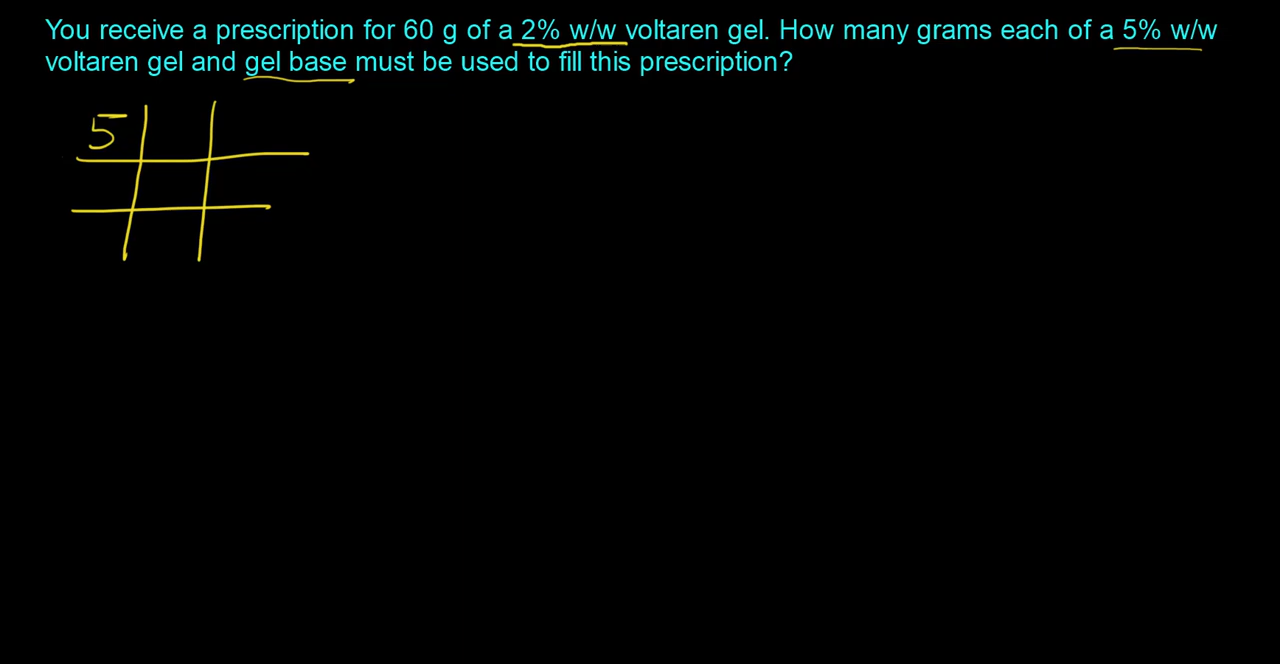 You receive a prescription for 60 g of a 2% w/w voltaren gel. How many grams each of a 5% w/w
voltaren gel and gel base must be used to fill this prescription?
5